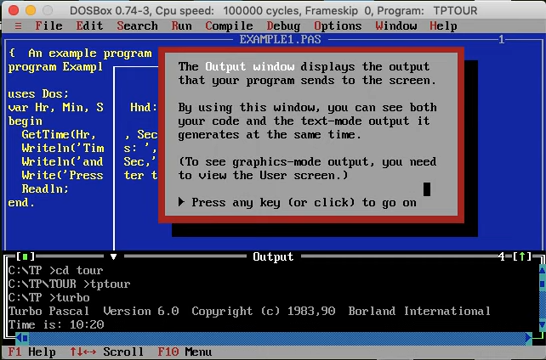 DOSBox 0.74-3, Cpu speed: 100000 cycles, Frameskip 0, Program: TPTOUR
≡ File Edit Search Run Compile Debug Options Window Help
EXAMPLE1.PAS 1
{ An example program
program Exampl
uses Dos;
var Hr, Min, S Hnd:
begin
GetTime(Hr, , Sec,
Writeln('Tim s: ',
Writeln('and Sec,'
Write('Press ter t
Readln;
end.
The Output window displays the output
that your program sends to the screen.
By using this window, you can see both
your code and the text-mode output it
generates at the same time.
(To see graphics-mode output, you need
to view the User screen.)
Press any key (or click) to go on
Output 4
C:\TP >cd tour
C:\TP\TOUR >tptour
C:\TP >turbo
Turbo Pascal Version 6.0 Copyright (c) 1983,90 Borland International
Time is: 10:20
F1 Help ↑↓↔ Scroll F10 Menu